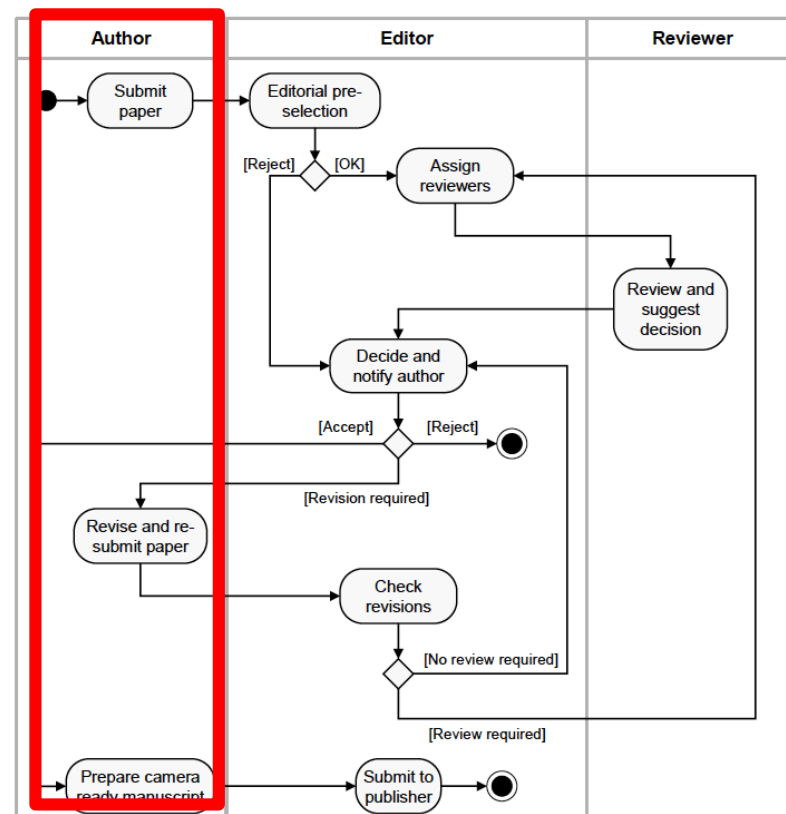 Author
Editor
Reviewer
Submit
paper
Editorial pre-
selection
[Reject]
[OK]
Assign
reviewers
Review and
suggest
decision
Decide and
notify author
[Accept]
[Reject]
[Revision required]
Revise and re-
submit paper
Check
revisions
[No review required]
[Review required]
Prepare camera
ready manuscript
Submit to
publisher